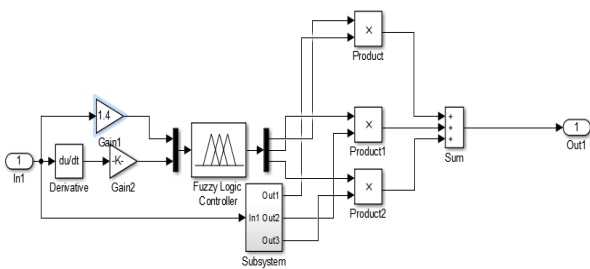 ×
Product
1.4
Gain1
1
In1
du/dt
Derivative
-K-
Gain2
Fuzzy Logic
Controller
In1
Out1
Out2
Out3
Subsystem
×
Product1
×
Product2
+
+
+
Sum
1
Out1